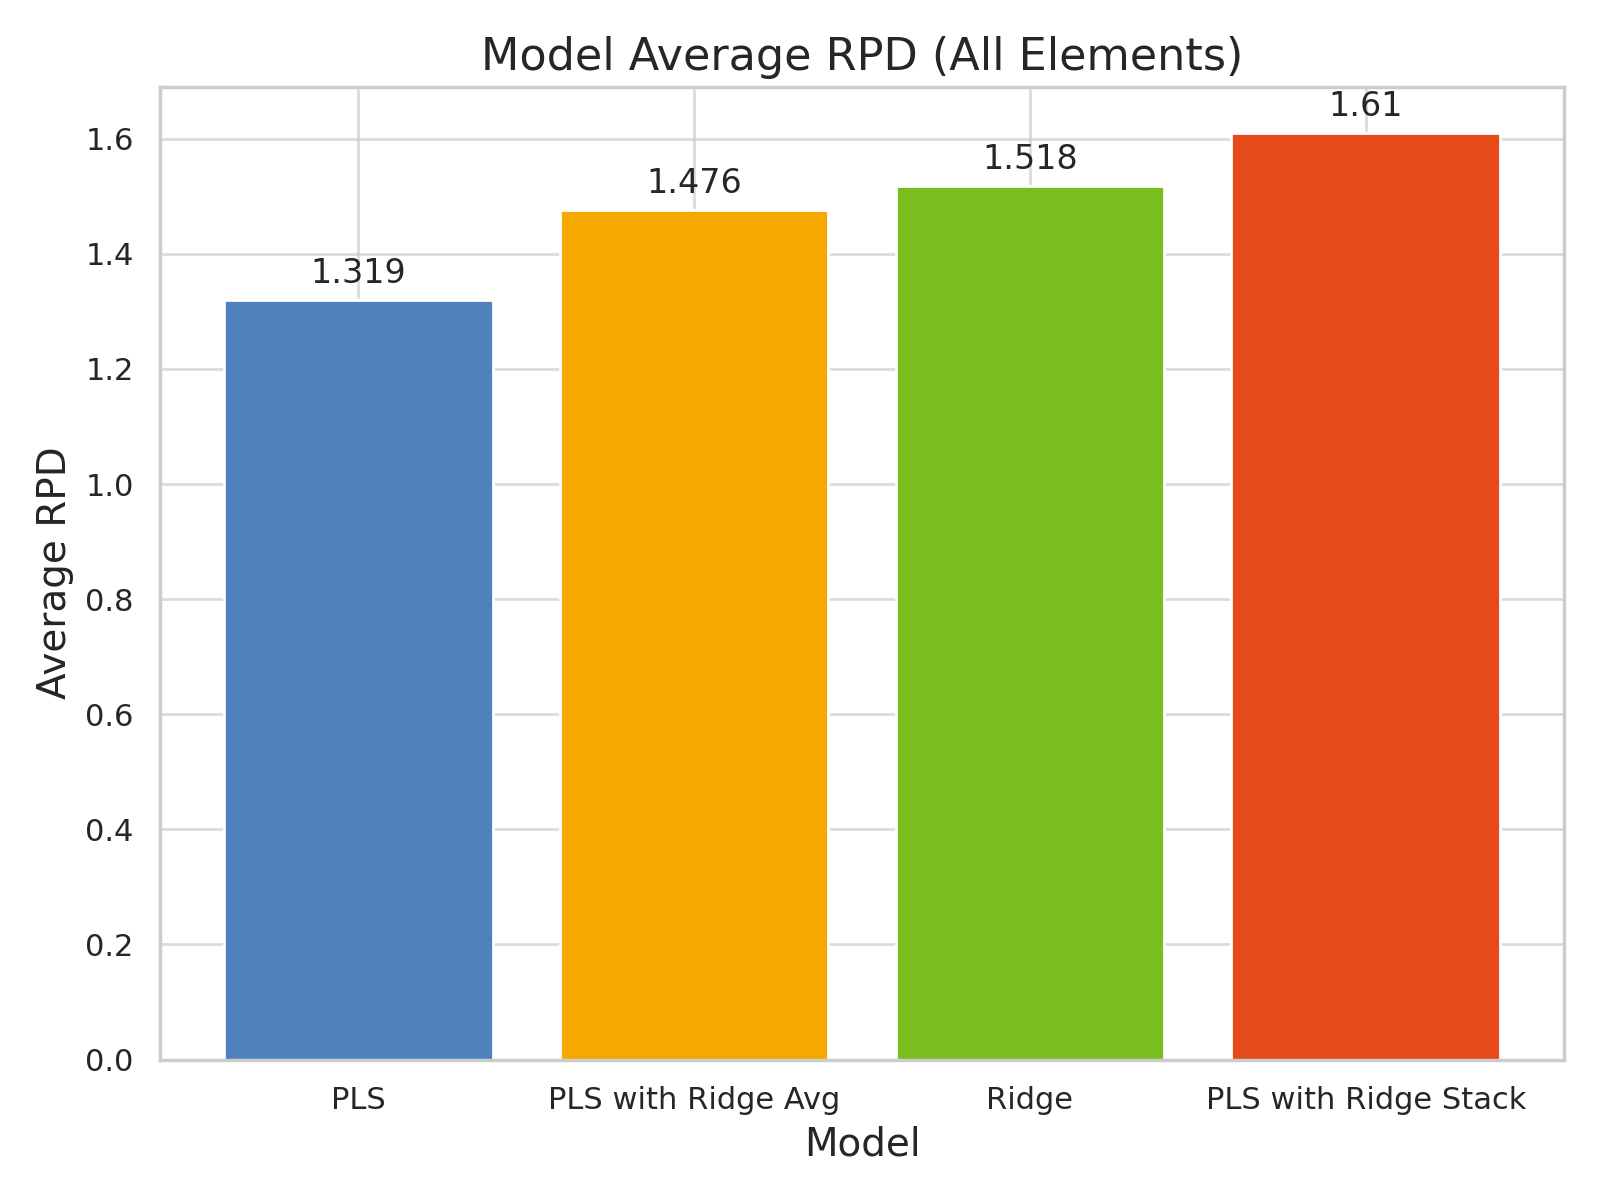 Model Average RPD (All Elements)
1.61
1.518
1.476
1.319
1.6
1.4
1.2
1.0
0.8
0.6
0.4
0.2
0.0
Average RPD
PLS
PLS with Ridge Avg
Ridge
PLS with Ridge Stack
Model